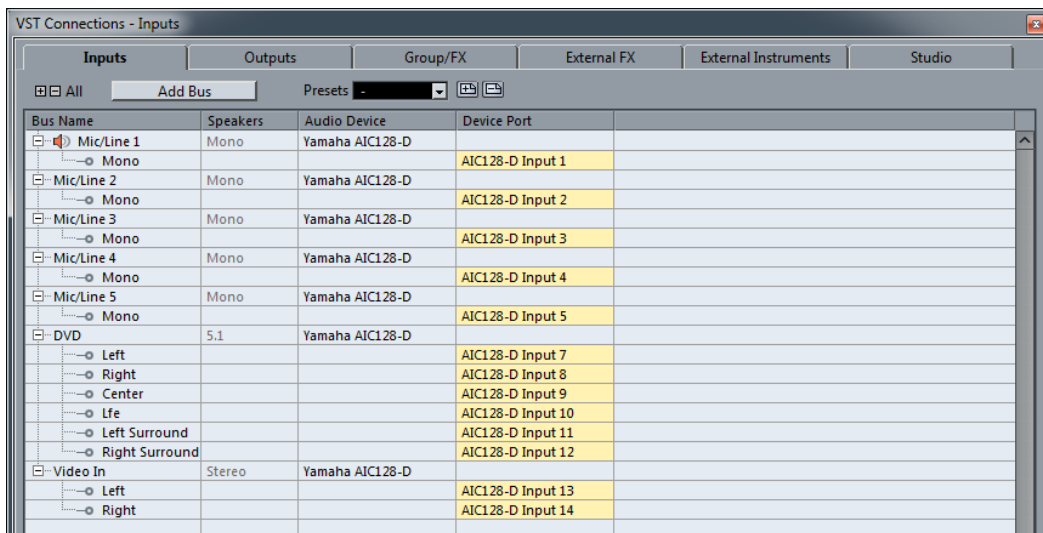 VST Connections - Inputs
Inputs Outputs Group/FX External FX External Instruments Studio
All Add Bus Presets -
Bus Name Speakers Audio Device Device Port
Mic/Line 1 Mono Yamaha AIC128-D
Mono AIC128-D Input 1
Mic/Line 2 Mono Yamaha AIC128-D
Mono AIC128-D Input 2
Mic/Line 3 Mono Yamaha AIC128-D
Mono AIC128-D Input 3
Mic/Line 4 Mono Yamaha AIC128-D
Mono AIC128-D Input 4
Mic/Line 5 Mono Yamaha AIC128-D
Mono AIC128-D Input 5
DVD 5.1 Yamaha AIC128-D
Left AIC128-D Input 7
Right AIC128-D Input 8
Center AIC128-D Input 9
Lfe AIC128-D Input 10
Left Surround AIC128-D Input 11
Right Surround AIC128-D Input 12
Video In Stereo Yamaha AIC128-D
Left AIC128-D Input 13
Right AIC128-D Input 14